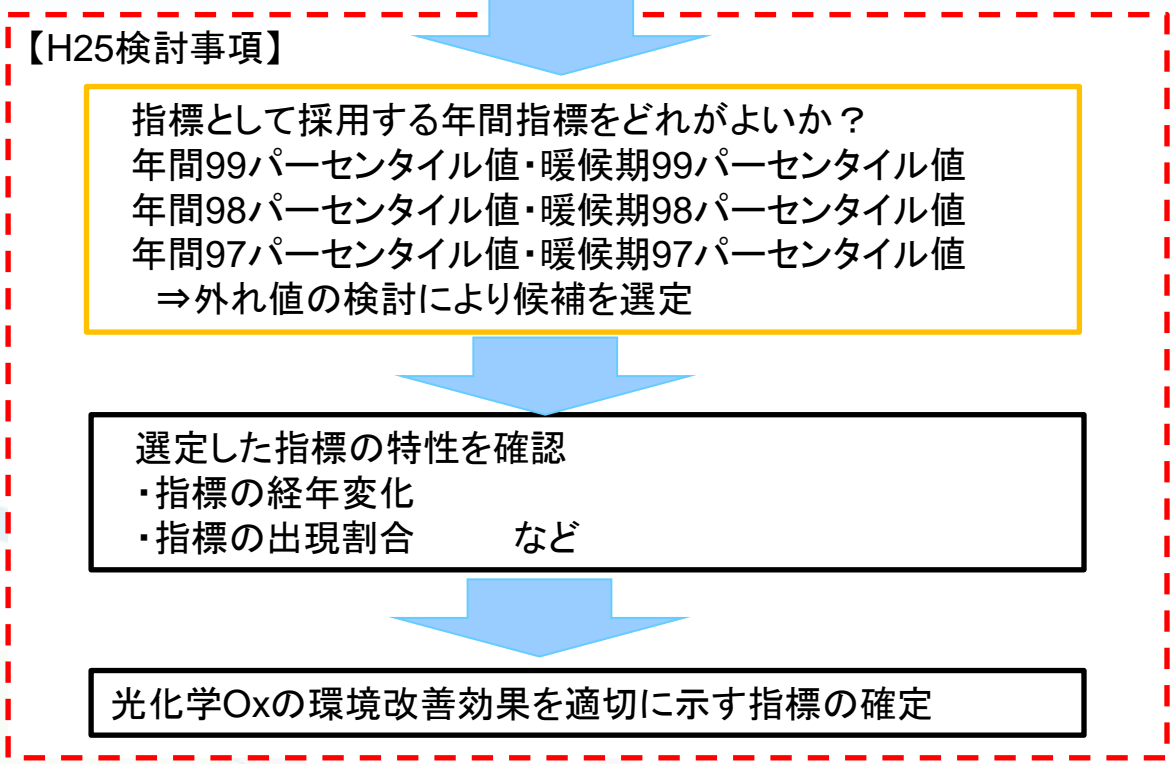 【H25検討事項】
指標として採用する年間指標をどれがよいか？
年間99パーセンタイル値・暖候期99パーセンタイル値
年間98パーセンタイル値・暖候期98パーセンタイル値
年間97パーセンタイル値・暖候期97パーセンタイル値
⇒外れ値の検討により候補を選定
選定した指標の特性を確認
・指標の経年変化
・指標の出現割合　　など
光化学Oxの環境改善効果を適切に示す指標の確定